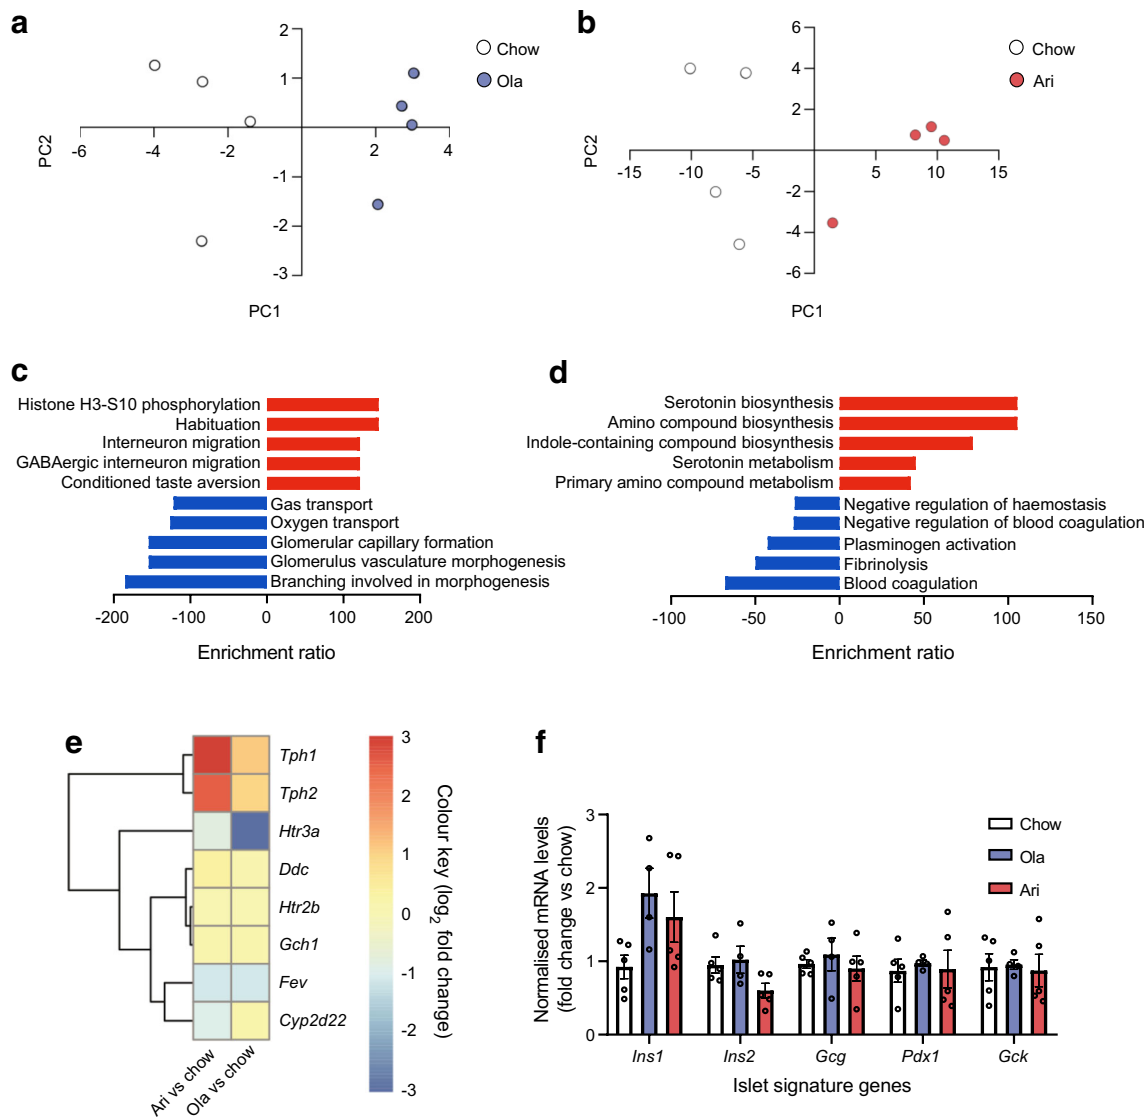 a
2
1
-1
-2
-3
-6
-4
-2
2
4
PC2
PC1
Chow
Ola
b
6
4
2
-2
-4
-6
-15
-10
-5
5
10
15
PC2
PC1
Chow
Ari
c
Histone H3-S10 phosphorylation
Habituation
Interneuron migration
GABAergic interneuron migration
Conditioned taste aversion
Gas transport
Oxygen transport
Glomerular capillary formation
Glomerulus vasculature morphogenesis
Branching involved in morphogenesis
-200
-100
0
100
200
Enrichment ratio
d
Serotonin biosynthesis
Amino compound biosynthesis
Indole-containing compound biosynthesis
Serotonin metabolism
Primary amino compound metabolism
Negative regulation of haemostasis
Negative regulation of blood coagulation
Plasminogen activation
Fibrinolysis
Blood coagulation
-100
-50
0
50
100
150
Enrichment ratio
e
Tph1
Tph2
Htr3a
Ddc
Htr2b
Gch1
Fev
Cyp2d22
Ari vs chow
Ola vs chow
3
2
1
0
-1
-2
-3
Colour key (log2 fold change)
f
Normalised mRNA levels
(fold change vs chow)
3
2
1
0
Chow
Ola
Ari
Ins1
Ins2
Gcg
Pdx1
Gck
Islet signature genes